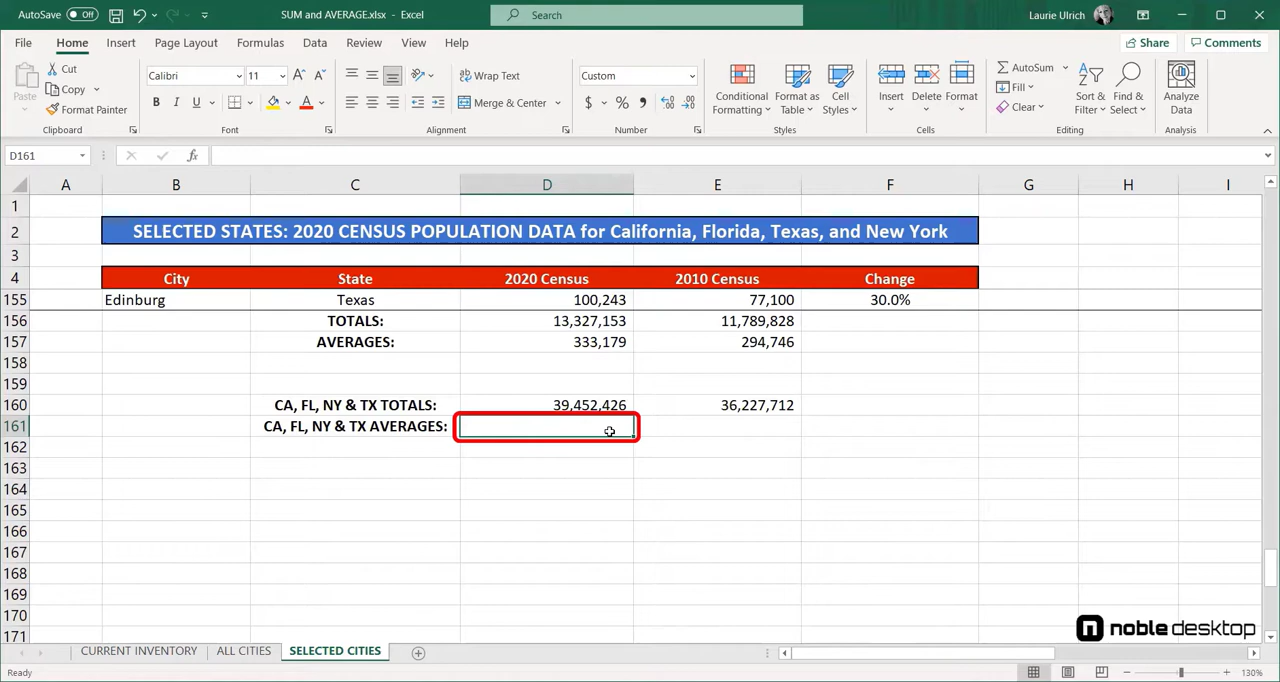 AutoSave Off SUM and AVERAGE.xlsx - Excel Search Laurie Ulrich
File Home Insert Page Layout Formulas Data Review View Help Share Comments
Paste Cut Copy Format Painter Clipboard
Calibri 11 B I U A Font
Wrap Text Merge & Center Alignment
Custom $ % Number
Conditional Formatting Format as Table Cell Styles Styles
Insert Delete Format Cells
AutoSum Fill Clear Sort & Filter Find & Select Editing
Analyze Data Analysis
D161 fx
A B C D E F G H I
1
2 SELECTED STATES: 2020 CENSUS POPULATION DATA for California, Florida, Texas, and New York
3
4 City State 2020 Census 2010 Census Change
155 Edinburg Texas 100,243 77,100 30.0%
156 TOTALS: 13,327,153 11,789,828
157 AVERAGES: 333,179 294,746
158
159
160 CA, FL, NY & TX TOTALS: 39,452,426 36,227,712
161 CA, FL, NY & TX AVERAGES:
162
163
164
165
166
167
168
169
170
171
noble desktop
CURRENT INVENTORY ALL CITIES SELECTED CITIES
Ready 130%